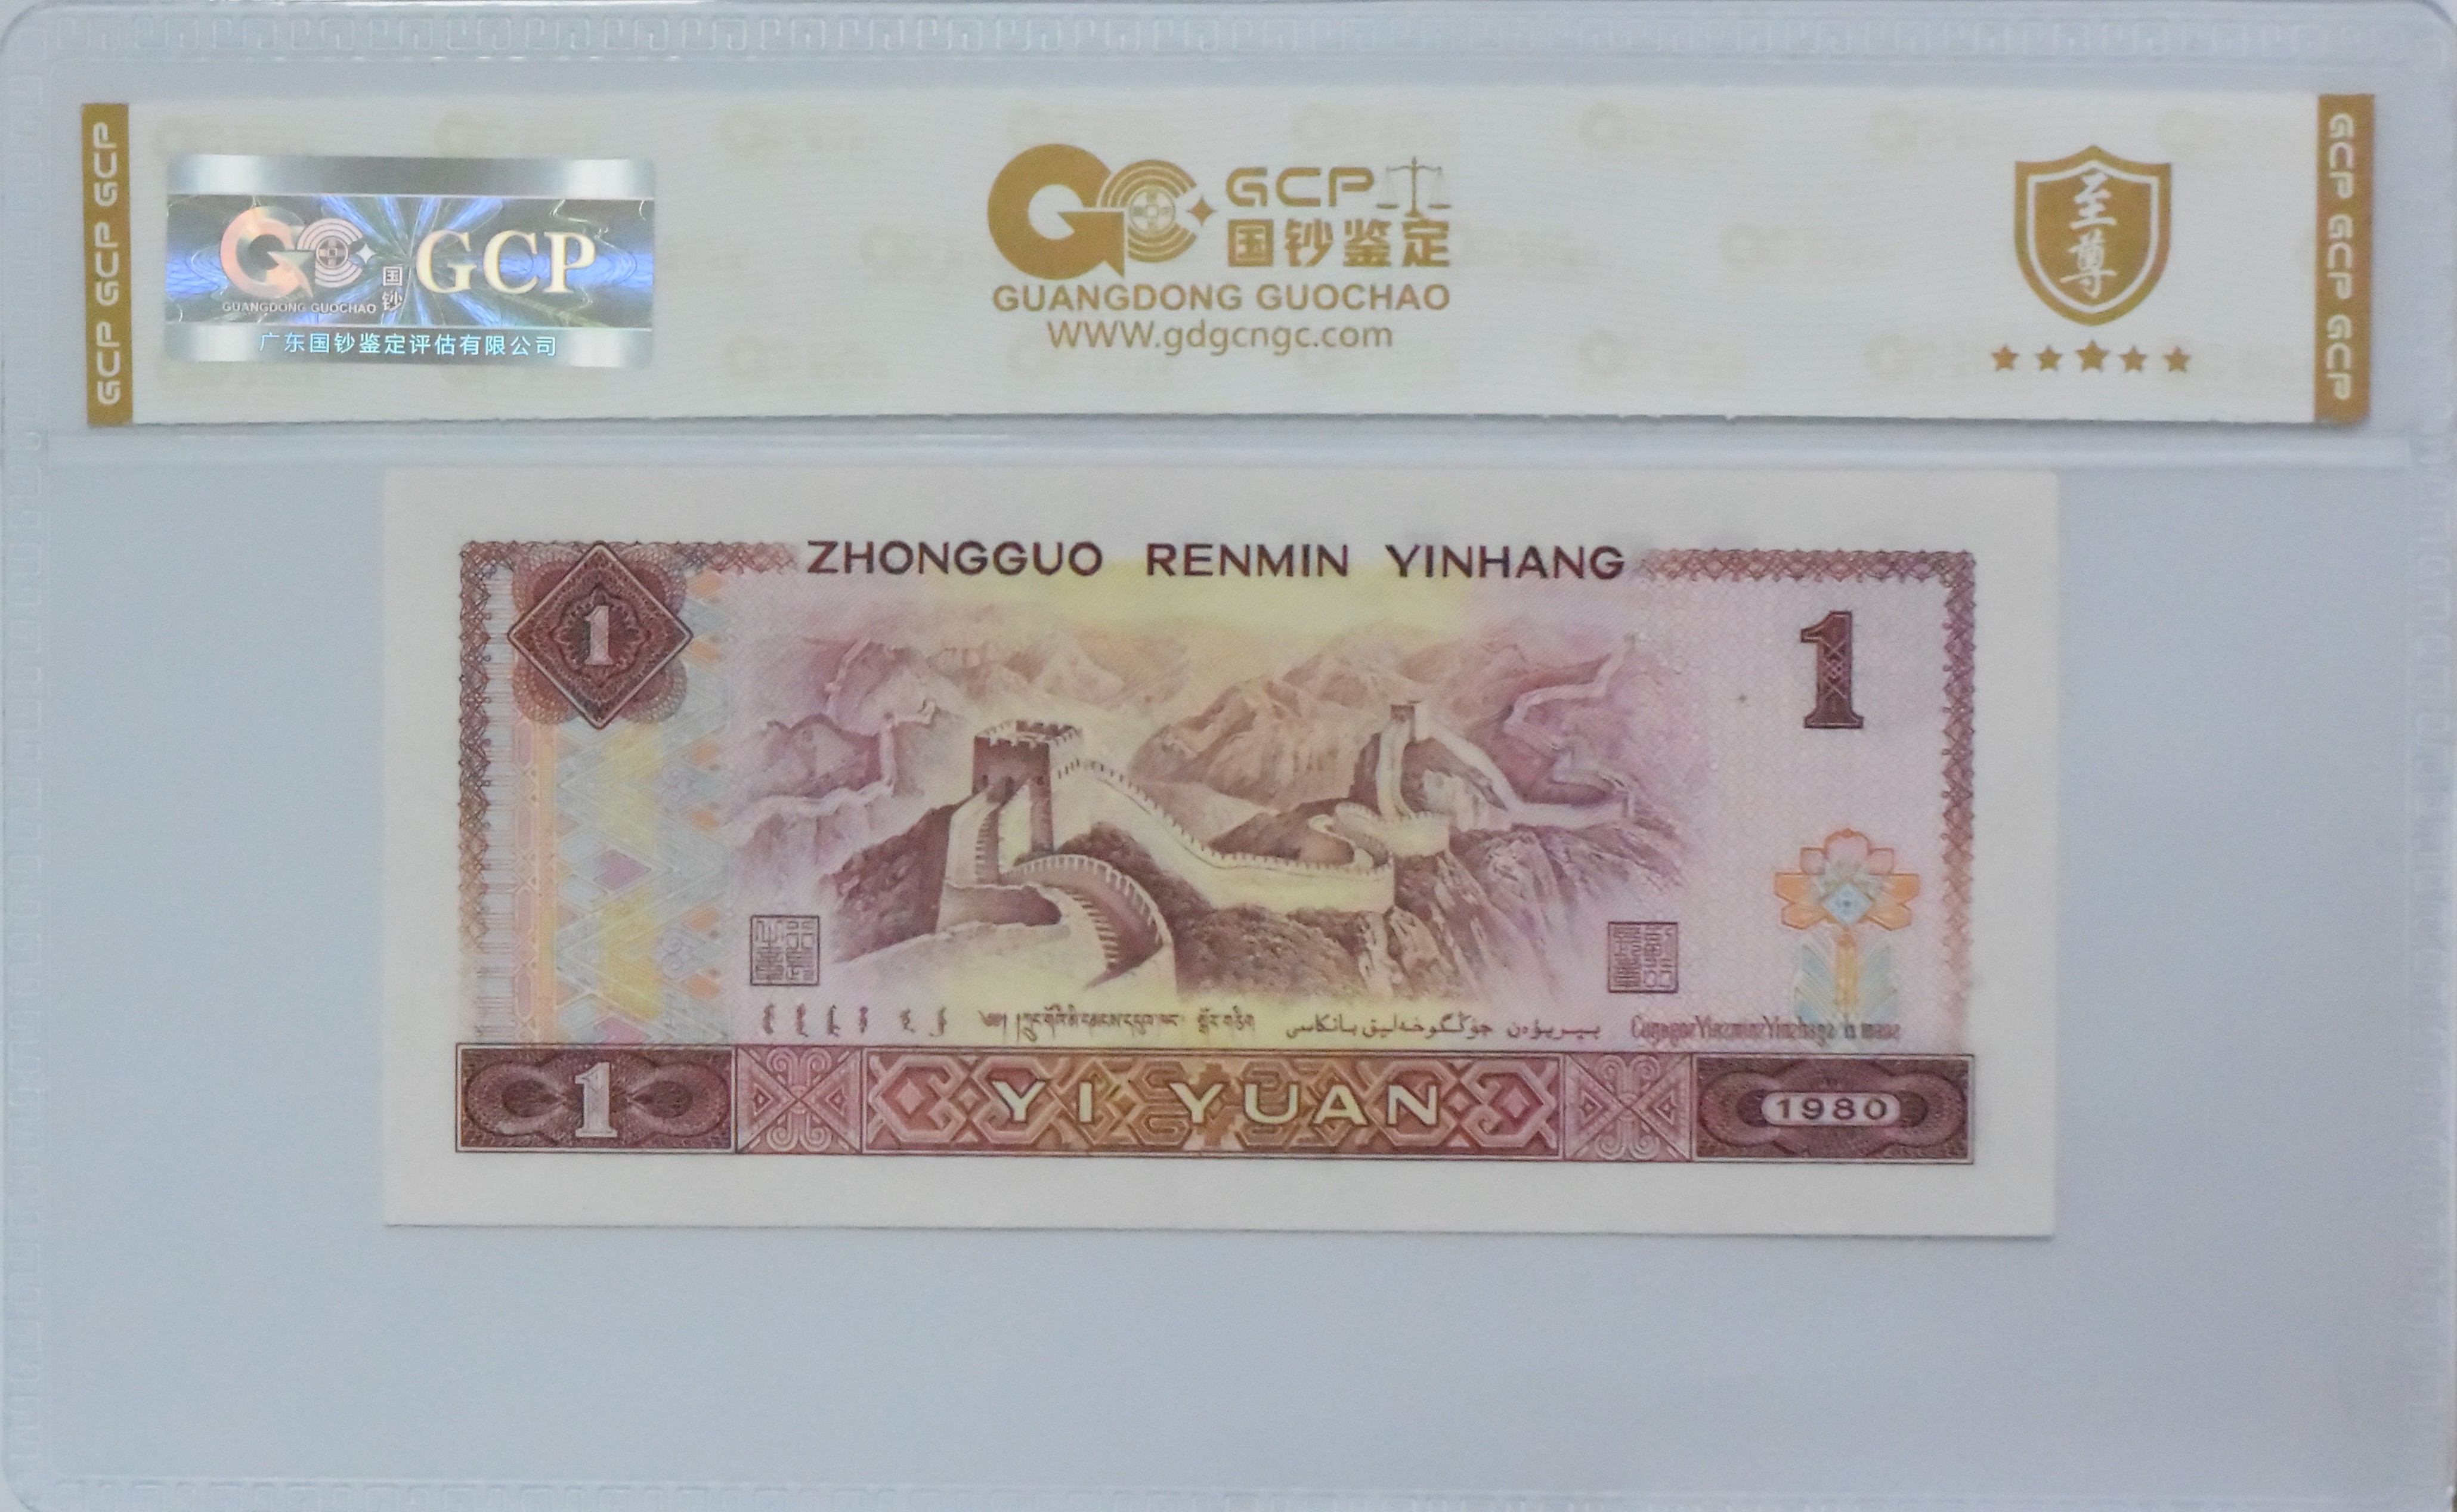 GCP GCP GCP
GCP
国钞
GUANGDONG GUOCHAO
广东国钞鉴定评估有限公司
GCP
国钞鉴定
GUANGDONG GUOCHAO
WWW.gdgcngc.com
至尊
GCP GCP GCP
ZHONGGUO RENMIN YINHANG
1
1
1
YI YUAN
1980